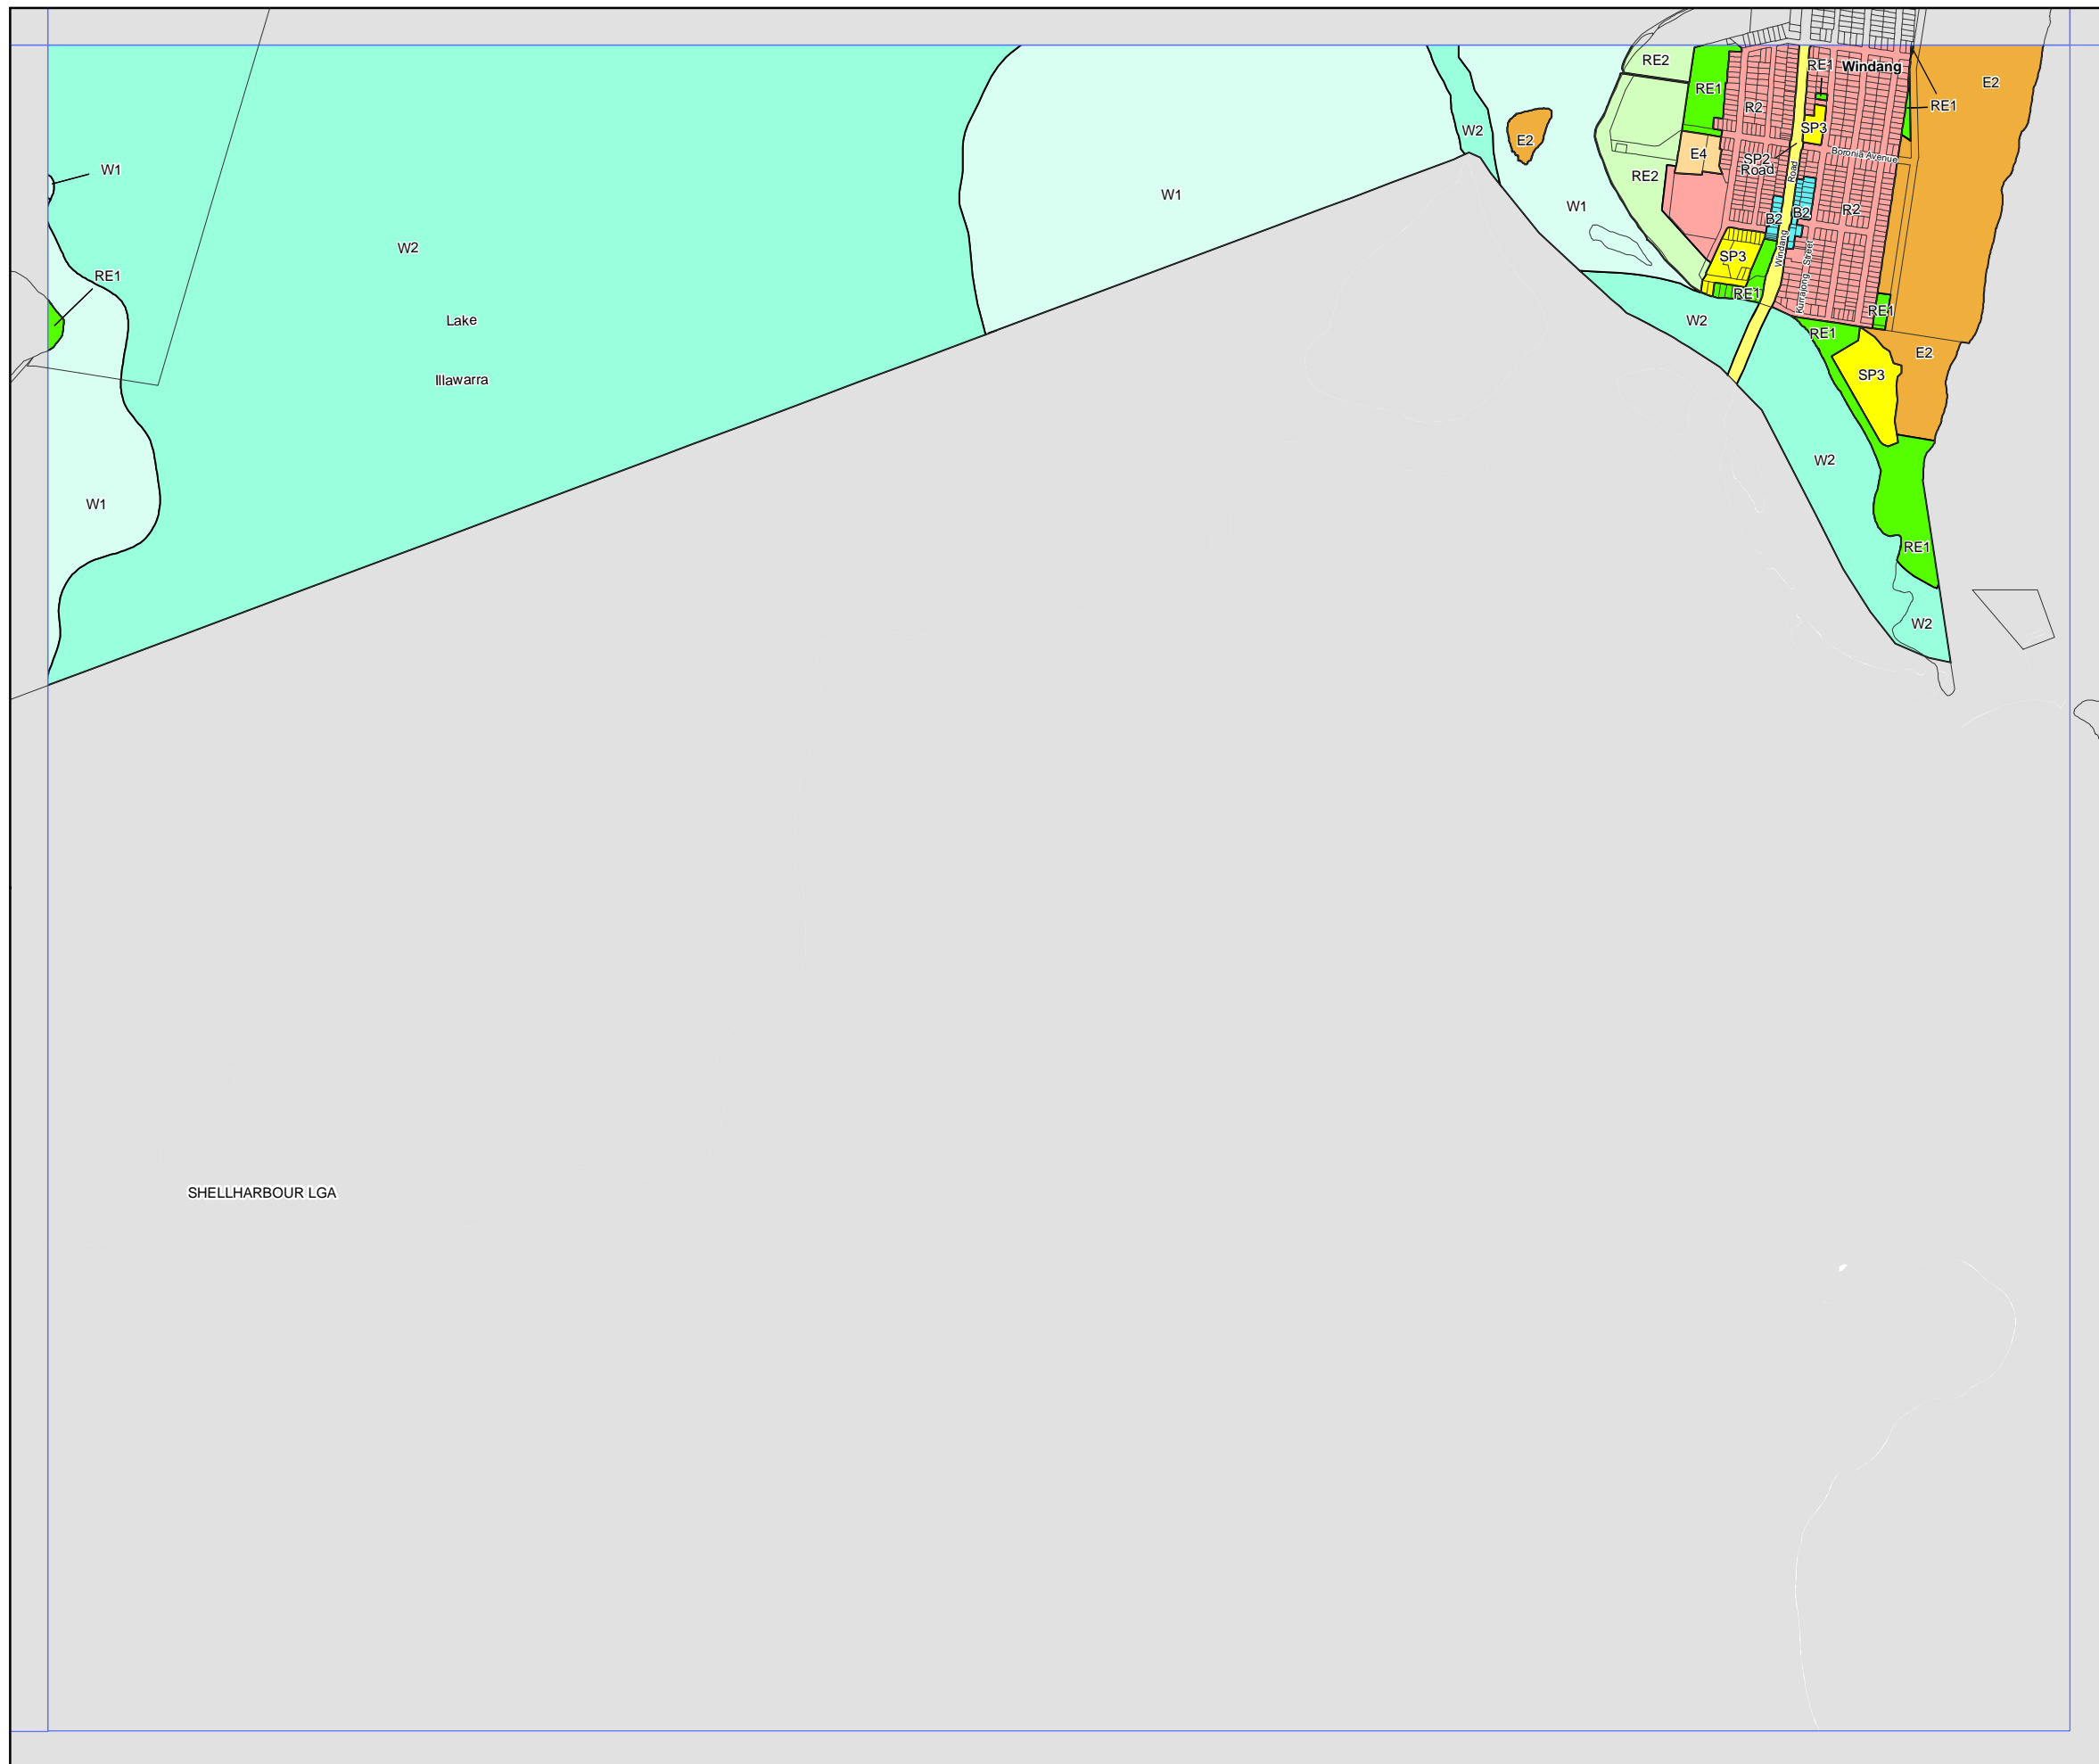 RE2
RE1
Windang
E2
RE1
R2
RE1
W2
E2
SP3
E4
SP2
Road
Boronia Avenue
W1
W1
RE2
Road
W1
B2
B2
R2
W2
SP3
Windang
Kurrajong Street
RE1
RE1
RE1
Lake
W2
RE1
E2
SP3
Illawarra
W2
W1
RE1
W2
SHELLHARBOUR LGA